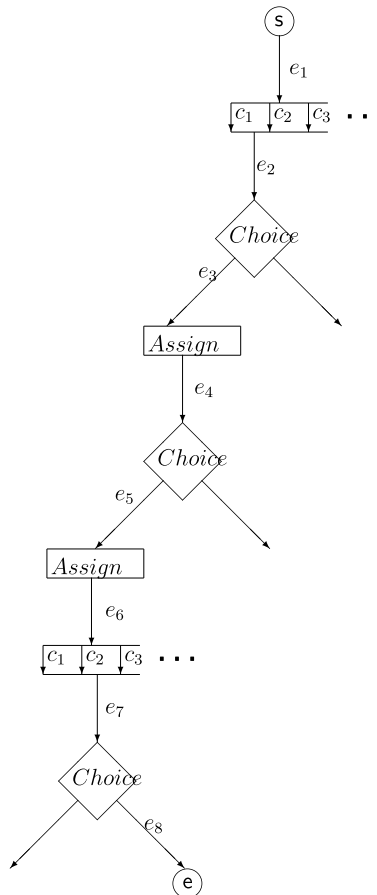 s
e₁
c₁ c₂ c₃ ...
e₂
Choice
e₃
Assign
e₄
Choice
e₅
Assign
e₆
c₁ c₂ c₃ ...
e₇
Choice
e₈
e